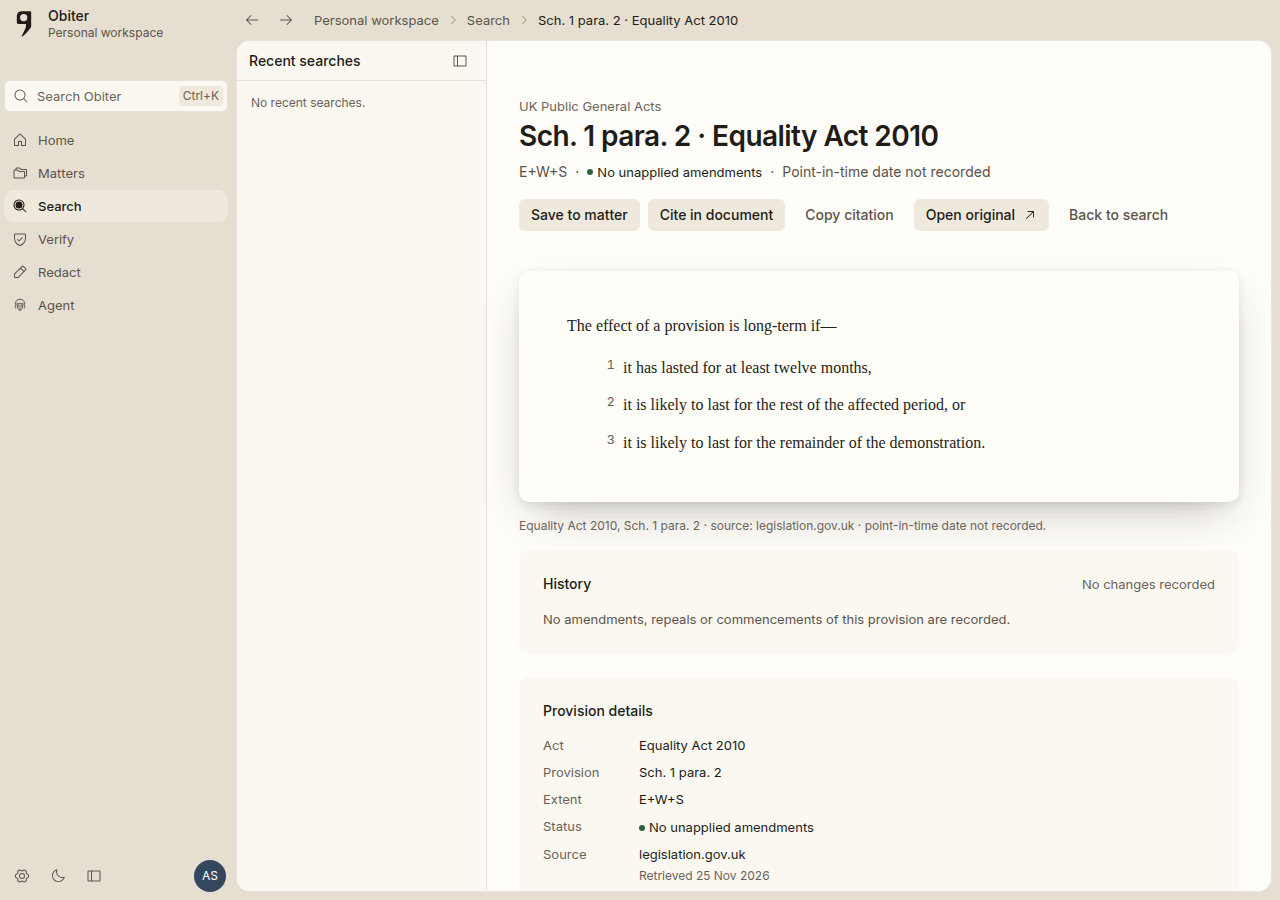 Obiter
Personal workspace
Personal workspace
Search
Sch. 1 para. 2 · Equality Act 2010
Search Obiter
Ctrl+K
Home
Matters
Search
Verify
Redact
Agent
AS
Recent searches
No recent searches.
UK Public General Acts
Sch. 1 para. 2 · Equality Act 2010
E+W+S · No unapplied amendments · Point-in-time date not recorded
Save to matter
Cite in document
Copy citation
Open original
Back to search
The effect of a provision is long-term if—
1 it has lasted for at least twelve months,
2 it is likely to last for the rest of the affected period, or
3 it is likely to last for the remainder of the demonstration.
Equality Act 2010, Sch. 1 para. 2 · source: legislation.gov.uk · point-in-time date not recorded.
History
No changes recorded
No amendments, repeals or commencements of this provision are recorded.
Provision details
Act Equality Act 2010
Provision Sch. 1 para. 2
Extent E+W+S
Status No unapplied amendments
Source legislation.gov.uk
Retrieved 25 Nov 2026